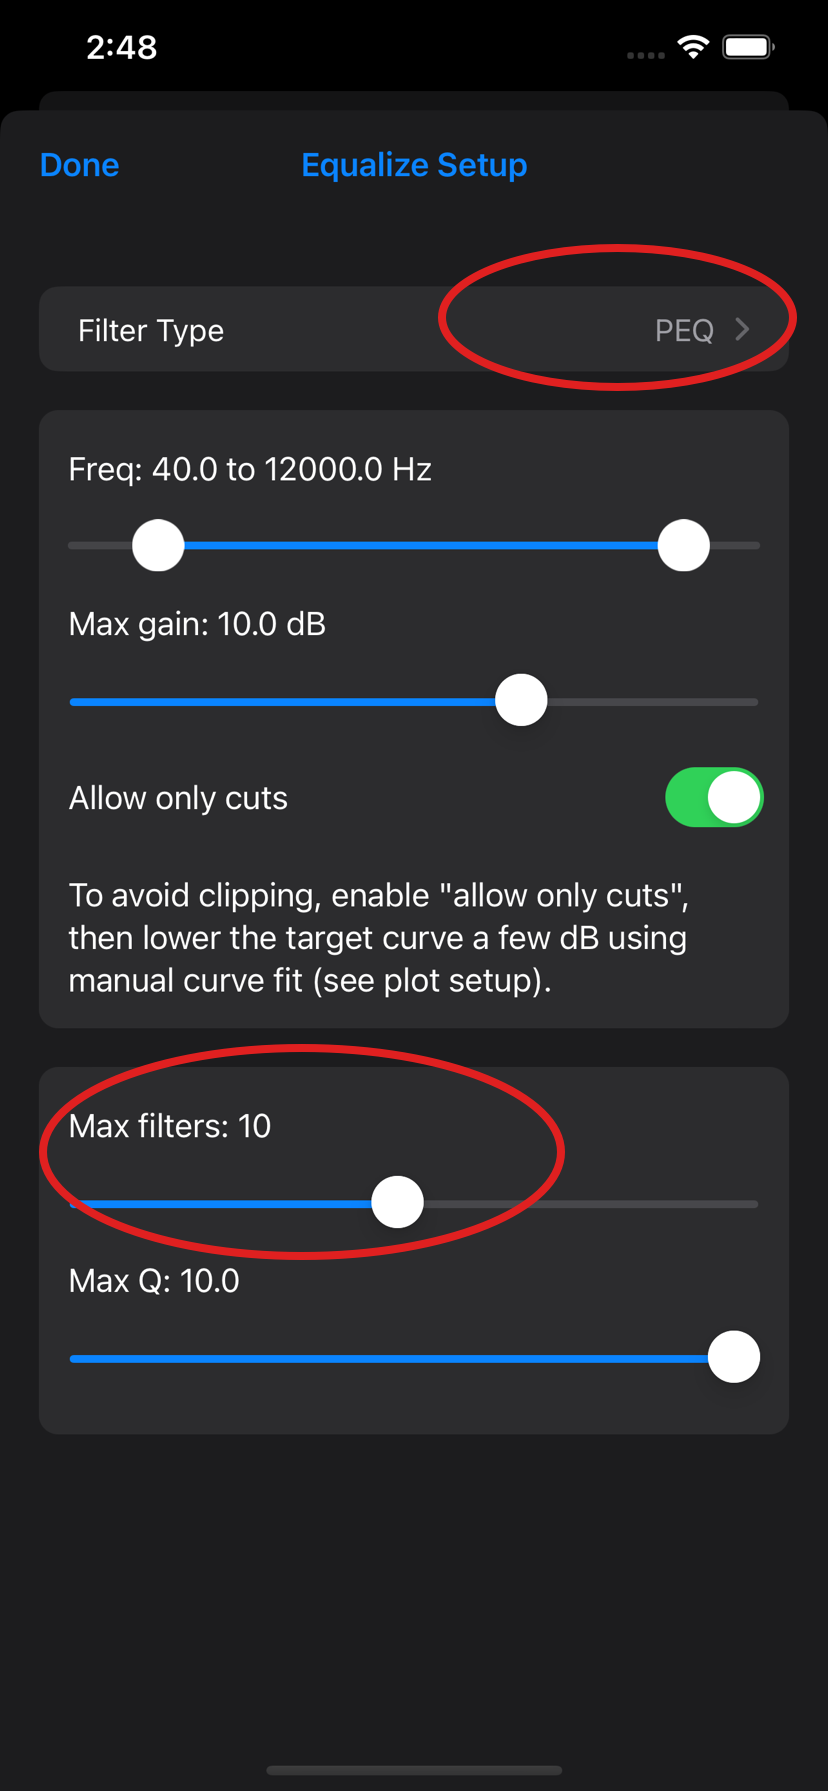 2:48
Done
Equalize Setup
Filter Type
PEQ
Freq: 40.0 to 12000.0 Hz
Max gain: 10.0 dB
Allow only cuts
To avoid clipping, enable "allow only cuts",
then lower the target curve a few dB using
manual curve fit (see plot setup).
Max filters: 10
Max Q: 10.0